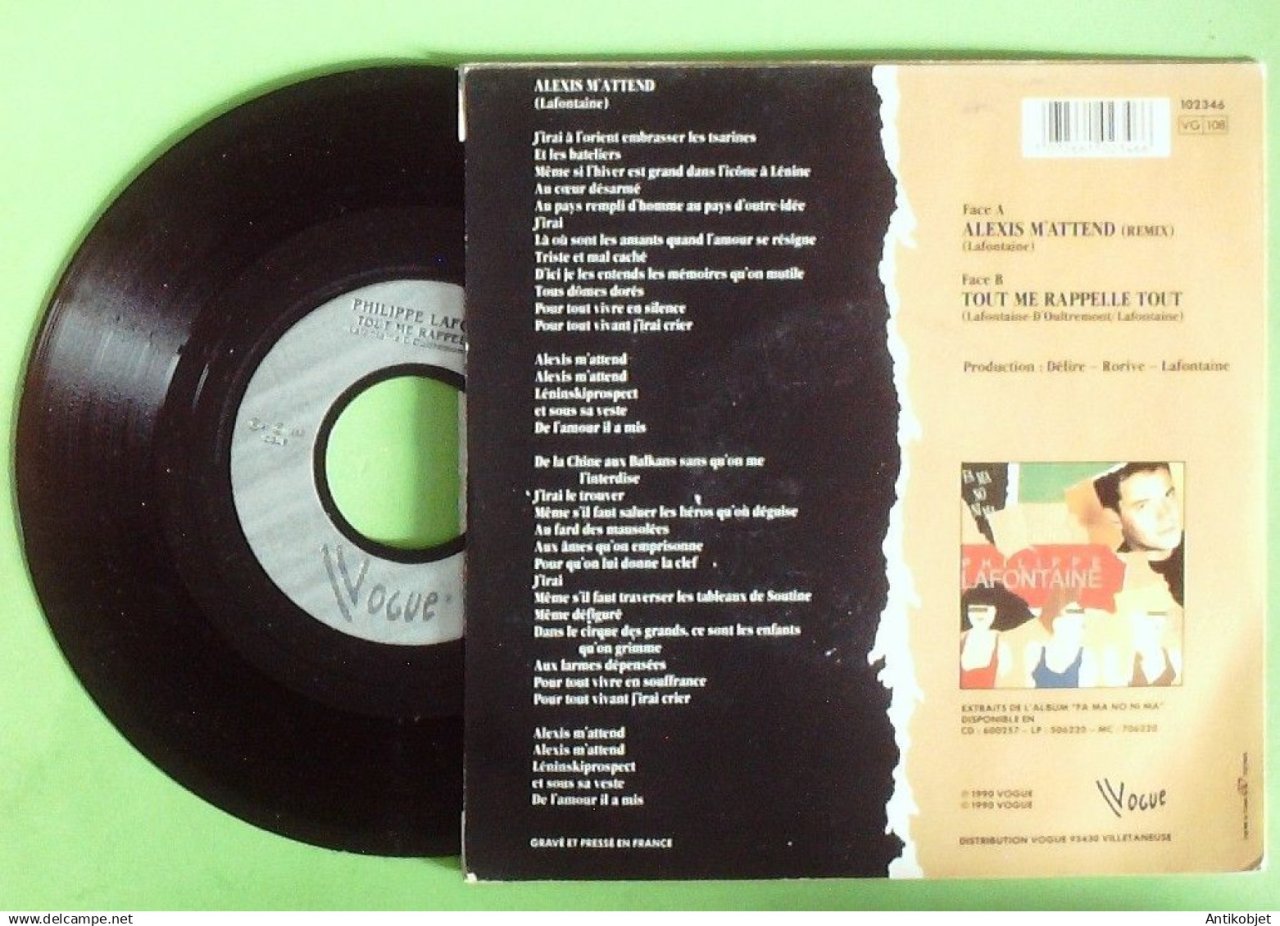 PHILIPPE LAFO
TOUT ME RAPPEL
VOGUE
ALEXIS M'ATTEND
(Lafontaine)
J'irai à l'orient embrasser les tsarines
Et les bateliers
Même si l'hiver est grand dans l'icône à Lénine
Au cœur désarmé
Au pays rempli d'homme au pays d'outre-idée
J'irai
Là où sont les amants quand l'amour se résigne
Triste et mal caché
D'ici je les entends les mémoires qu'on mutile
Tous dômes dorés
Pour tout vivre en silence
Pour tout vivant j'irai crier
Alexis m'attend
Alexis m'attend
Léninskiprospect
et sous sa veste
De l'amour il a mis
De la Chine aux Balkans sans qu'on me
l'interdise
J'irai le trouver
Même s'il faut saluer les héros qu'on déguise
Au fard des mausolées
Aux âmes qu'on emprisonne
Pour qu'on lui donne la clef
J'irai
Même s'il faut traverser les tableaux de Soutine
Même défiguré
Dans le cirque des grands, ce sont les enfants
qu'on grimme
Aux larmes dépensées
Pour tout vivre en souffrance
Pour tout vivant j'irai crier
Alexis m'attend
Alexis m'attend
Léninskiprospect
et sous sa veste
De l'amour il a mis
GRAVÉ ET PRESSÉ EN FRANCE
102346
VG 108
Face A
ALEXIS M'ATTEND (REMIX)
(Lafontaine)
Face B
TOUT ME RAPPELLE TOUT
(Lafontaine-D'Oultremont/Lafontaine)
Production : Délire – Rorive – Lafontaine
FA MA
NO NI MA
PHILIPPE
LAFONTAINE
EXTRAITS DE L'ALBUM "FA MA NO NI MA"
DISPONIBLE EN
CD : 600257 - LP : 506220 - MC : 706220
℗ 1990 VOGUE
© 1990 VOGUE
VOGUE
DISTRIBUTION VOGUE 93430 VILLETANEUSE
Antikobjet